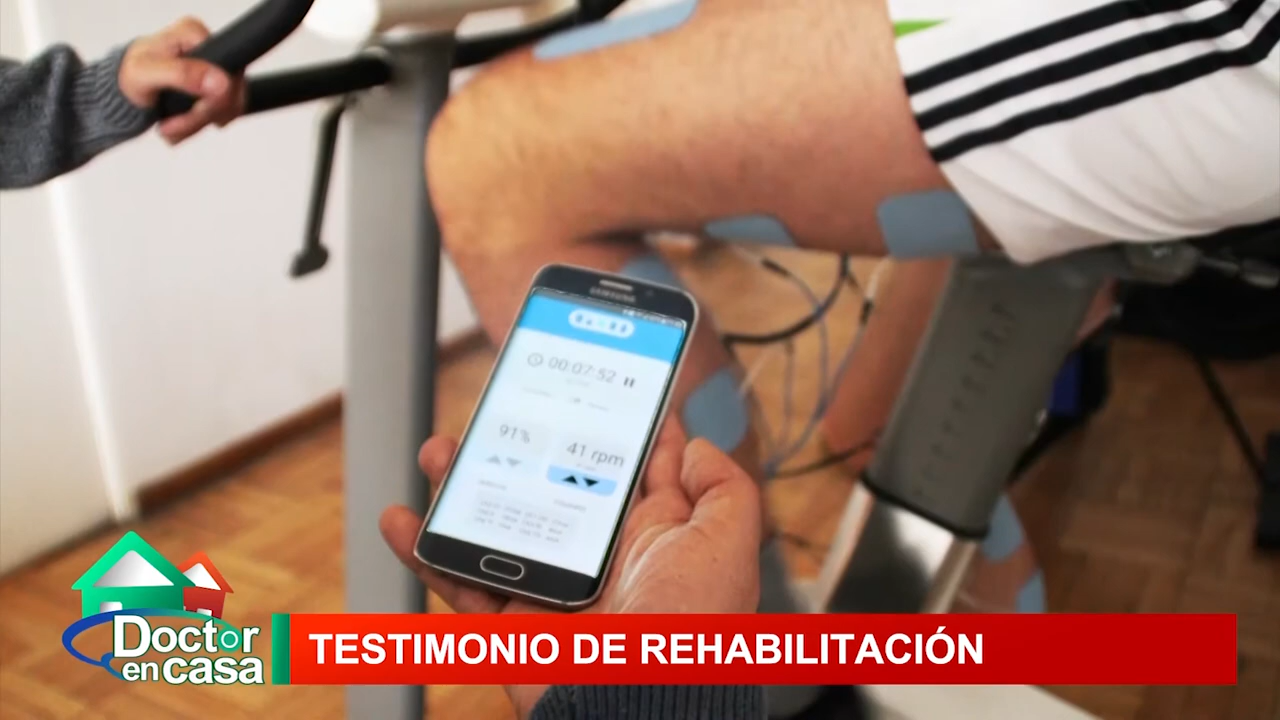 SAMSUNG
00:07:52
91%
41 rpm
Doctor
en casa
TESTIMONIO DE REHABILITACIÓN